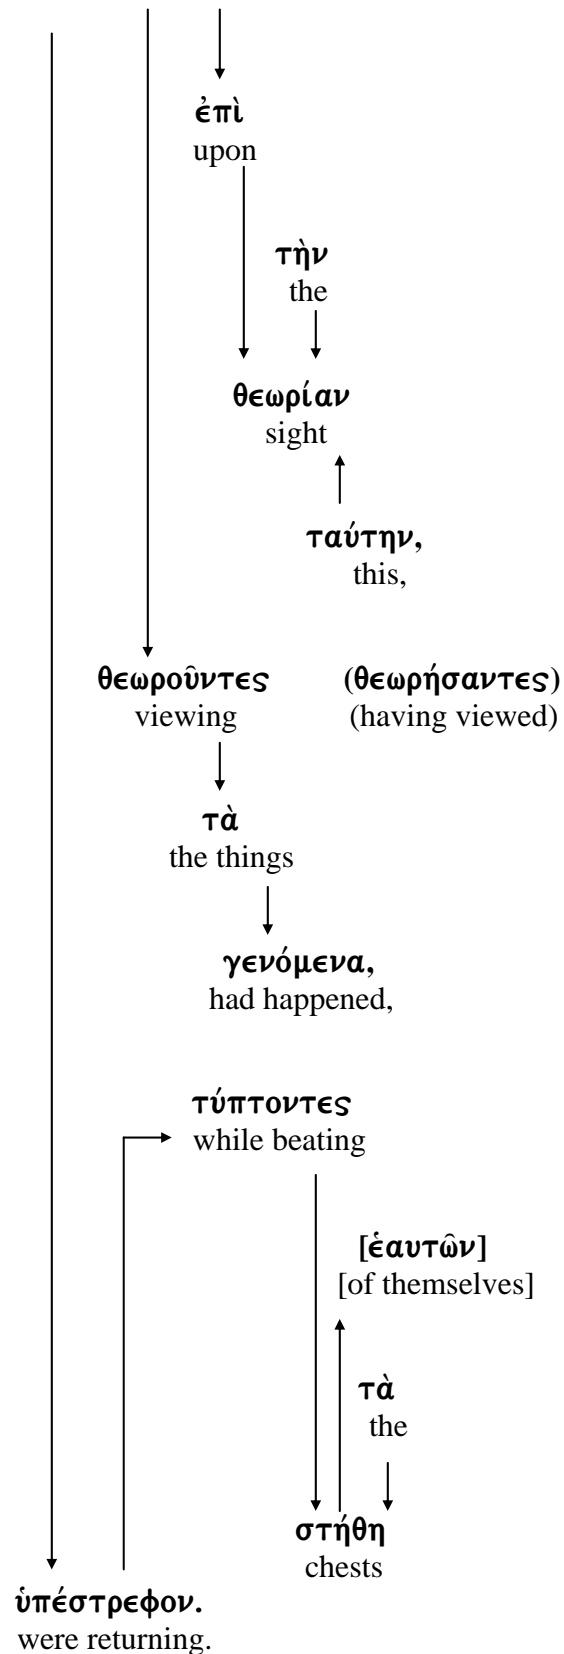 ἐπὶ
upon
τὴν
the
θεωρίαν
sight
ταύτην,
this,
θεωροῦντες (θεωρήσαντες)
viewing (having viewed)
τὰ
the things
γενόμενα,
had happened,
τύπτοντες
while beating
[ἑαυτῶν]
[of themselves]
τὰ
the
στήθη
chests
ὑπέστρεφον.
were returning.